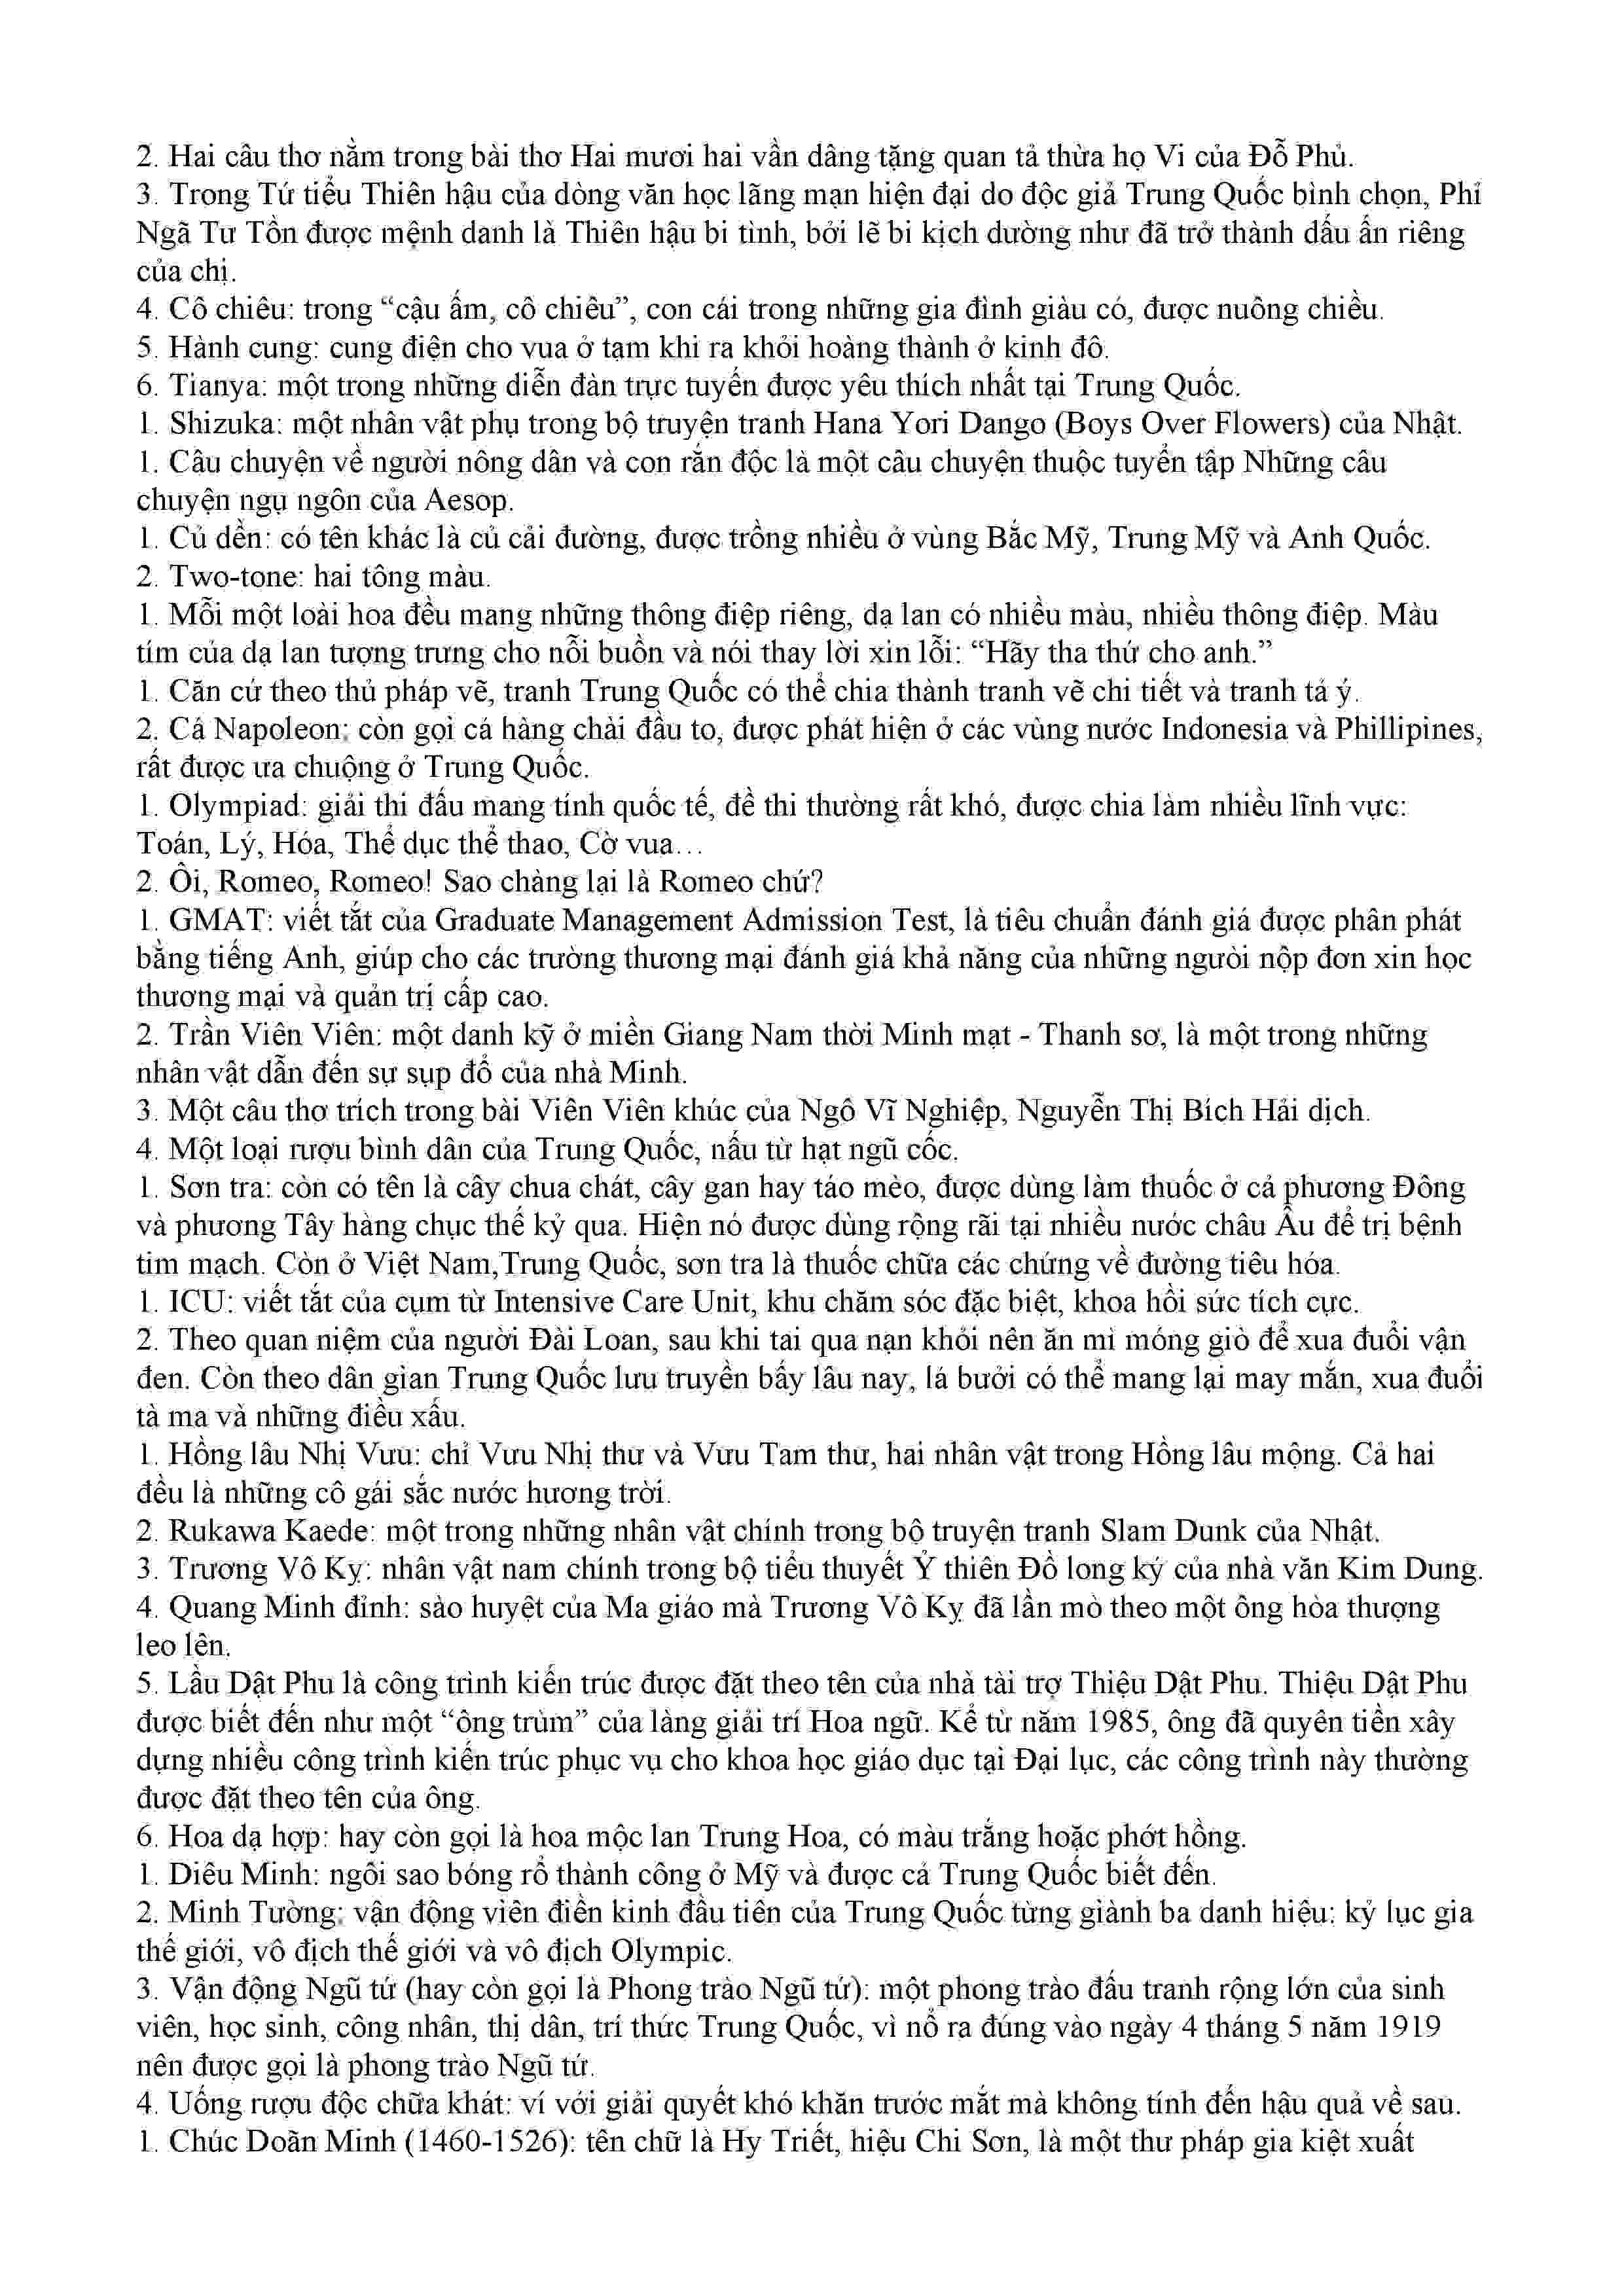 2. Hai câu thơ nằm trong bài thơ Hai mươi hai vần dâng tặng quan tả thừa họ Vi của Đỗ Phủ.
3. Trong Tứ tiểu Thiên hậu của dòng văn học lãng mạn hiện đại do độc giả Trung Quốc bình chọn, Phỉ
Ngã Tư Tồn được mệnh danh là Thiên hậu bi tình, bởi lẽ bi kịch dường như đã trở thành dấu ấn riêng
của chị.
4. Cô chiêu: trong “cậu ấm, cô chiêu”, con cái trong những gia đình giàu có, được nuông chiều.
5. Hành cung: cung điện cho vua ở tạm khi ra khỏi hoàng thành ở kinh đô.
6. Tianya: một trong những diễn đàn trực tuyến được yêu thích nhất tại Trung Quốc.
1. Shizuka: một nhân vật phụ trong bộ truyện tranh Hana Yori Dango (Boys Over Flowers) của Nhật.
1. Câu chuyện về người nông dân và con rắn độc là một câu chuyện thuộc tuyển tập Những câu
chuyện ngụ ngôn của Aesop.
1. Củ dền: có tên khác là củ cải đường, được trồng nhiều ở vùng Bắc Mỹ, Trung Mỹ và Anh Quốc.
2. Two-tone: hai tông màu.
1. Mỗi một loài hoa đều mang những thông điệp riêng, dạ lan có nhiều màu, nhiều thông điệp. Màu
tím của dạ lan tượng trưng cho nỗi buồn và nói thay lời xin lỗi: “Hãy tha thứ cho anh.”
1. Căn cứ theo thủ pháp vẽ, tranh Trung Quốc có thể chia thành tranh vẽ chi tiết và tranh tả ý.
2. Cá Napoleon: còn gọi cá hàng chài đầu to, được phát hiện ở các vùng nước Indonesia và Phillipines,
rất được ưa chuộng ở Trung Quốc.
1. Olympiad: giải thi đấu mang tính quốc tế, đề thi thường rất khó, được chia làm nhiều lĩnh vực:
Toán, Lý, Hóa, Thể dục thể thao, Cờ vua…
2. Ôi, Romeo, Romeo! Sao chàng lại là Romeo chứ?
1. GMAT: viết tắt của Graduate Management Admission Test, là tiêu chuẩn đánh giá được phân phát
bằng tiếng Anh, giúp cho các trường thương mại đánh giá khả năng của những người nộp đơn xin học
thương mại và quản trị cấp cao.
2. Trần Viên Viên: một danh kỹ ở miền Giang Nam thời Minh mạt - Thanh sơ, là một trong những
nhân vật dẫn đến sự sụp đổ của nhà Minh.
3. Một câu thơ trích trong bài Viên Viên khúc của Ngô Vĩ Nghiệp, Nguyễn Thị Bích Hải dịch.
4. Một loại rượu bình dân của Trung Quốc, nấu từ hạt ngũ cốc.
1. Sơn tra: còn có tên là cây chua chát, cây gan hay táo mèo, được dùng làm thuốc ở cả phương Đông
và phương Tây hàng chục thế kỷ qua. Hiện nó được dùng rộng rãi tại nhiều nước châu Âu để trị bệnh
tim mạch. Còn ở Việt Nam,Trung Quốc, sơn tra là thuốc chữa các chứng về đường tiêu hóa.
1. ICU: viết tắt của cụm từ Intensive Care Unit, khu chăm sóc đặc biệt, khoa hồi sức tích cực.
2. Theo quan niệm của người Đài Loan, sau khi tai qua nạn khỏi nên ăn mì móng giò để xua đuổi vận
đen. Còn theo dân gian Trung Quốc lưu truyền bấy lâu nay, lá bưởi có thể mang lại may mắn, xua đuổi
tà ma và những điều xấu.
1. Hồng lâu Nhị Vưu: chỉ Vưu Nhị thư và Vưu Tam thư, hai nhân vật trong Hồng lâu mộng. Cả hai
đều là những cô gái sắc nước hương trời.
2. Rukawa Kaede: một trong những nhân vật chính trong bộ truyện tranh Slam Dunk của Nhật.
3. Trương Vô Kỵ: nhân vật nam chính trong bộ tiểu thuyết Ỷ thiên Đồ long ký của nhà văn Kim Dung.
4. Quang Minh đỉnh: sào huyệt của Ma giáo mà Trương Vô Kỵ đã lần mò theo một ông hòa thượng
leo lên.
5. Lầu Dật Phu là công trình kiến trúc được đặt theo tên của nhà tài trợ Thiệu Dật Phu. Thiệu Dật Phu
được biết đến như một “ông trùm” của làng giải trí Hoa ngữ. Kể từ năm 1985, ông đã quyên tiền xây
dựng nhiều công trình kiến trúc phục vụ cho khoa học giáo dục tại Đại lục, các công trình này thường
được đặt theo tên của ông.
6. Hoa dạ hợp: hay còn gọi là hoa mộc lan Trung Hoa, có màu trắng hoặc phớt hồng.
1. Diêu Minh: ngôi sao bóng rổ thành công ở Mỹ và được cả Trung Quốc biết đến.
2. Minh Tường: vận động viên điền kinh đầu tiên của Trung Quốc từng giành ba danh hiệu: kỷ lục gia
thế giới, vô địch thế giới và vô địch Olympic.
3. Vận động Ngũ tứ (hay còn gọi là Phong trào Ngũ tứ): một phong trào đấu tranh rộng lớn của sinh
viên, học sinh, công nhân, thị dân, trí thức Trung Quốc, vì nổ ra đúng vào ngày 4 tháng 5 năm 1919
nên được gọi là phong trào Ngũ tứ.
4. Uống rượu độc chữa khát: ví với giải quyết khó khăn trước mắt mà không tính đến hậu quả về sau.
1. Chúc Doãn Minh (1460-1526): tên chữ là Hy Triết, hiệu Chi Sơn, là một thư pháp gia kiệt xuất